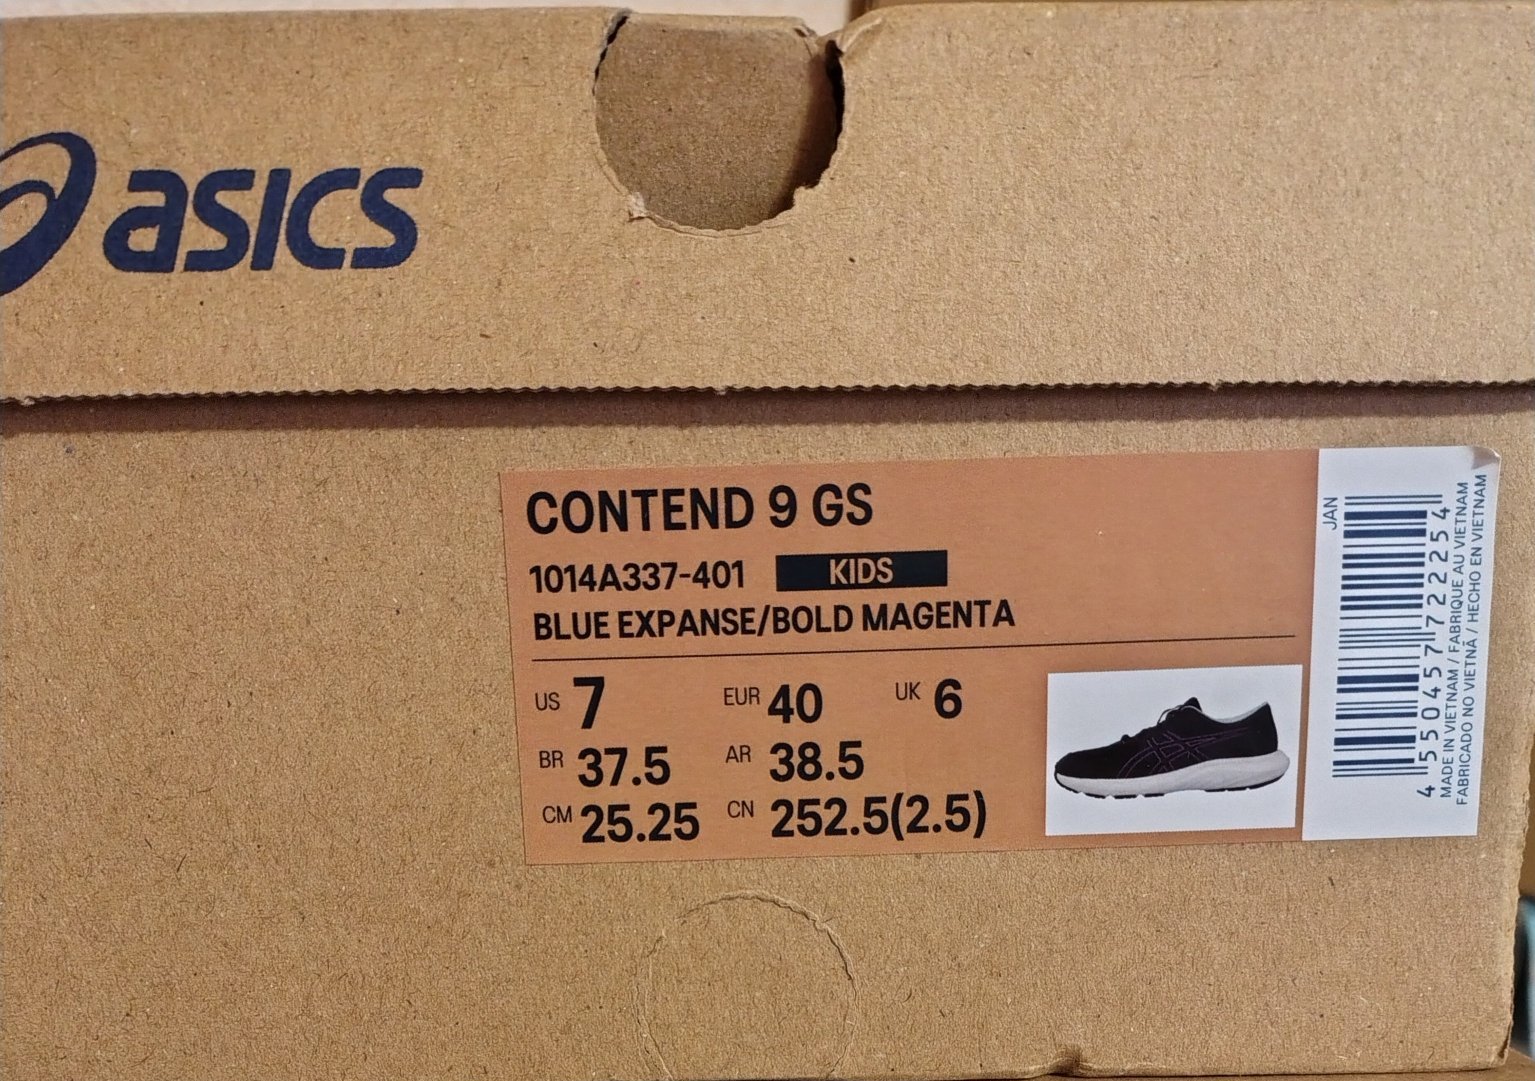 asics
CONTEND 9 GS
1014A337-401 KIDS
BLUE EXPANSE/BOLD MAGENTA
US 7 EUR 40 UK 6
BR 37.5 AR 38.5
CM 25.25 CN 252.5(2.5)
JAN
4 550457 722254
MADE IN VIETNAM / FABRIQUE AU VIETNAM
FABRICADO NO VIETNÃ / HECHO EN VIETNAM